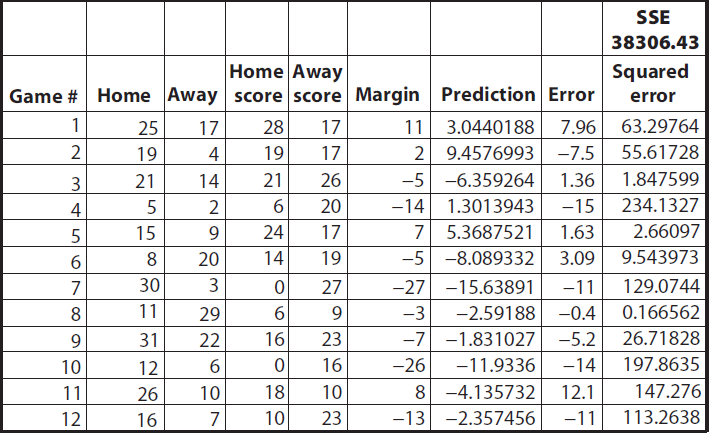 SSE
38306.43
Home Away Squared
Game # Home Away score score Margin Prediction Error error
1 25 17 28 17 11 3.0440188 7.96 63.29764
2 19 4 19 17 2 9.4576993 −7.5 55.61728
3 21 14 21 26 −5 −6.359264 1.36 1.847599
4 5 2 6 20 −14 1.3013943 −15 234.1327
5 15 9 24 17 7 5.3687521 1.63 2.66097
6 8 20 14 19 −5 −8.089332 3.09 9.543973
7 30 3 0 27 −27 −15.63891 −11 129.0744
8 11 29 6 9 −3 −2.59188 −0.4 0.166562
9 31 22 16 23 −7 −1.831027 −5.2 26.71828
10 12 6 0 16 −26 −11.9336 −14 197.8635
11 26 10 18 10 8 −4.135732 12.1 147.276
12 16 7 10 23 −13 −2.357456 −11 113.2638